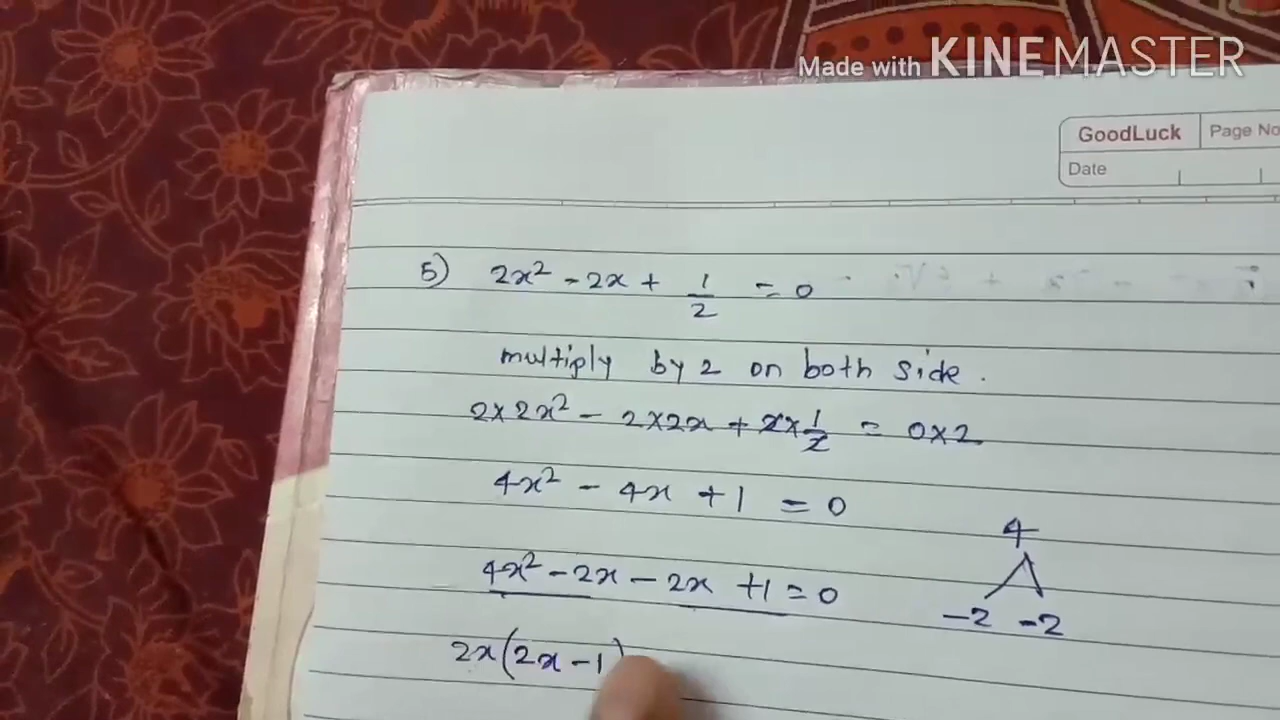 Made with KINEMASTER
GoodLuck Page No
Date
5) 2x² - 2x + 1/2 = 0
multiply by 2 on both side.
2×2x² - 2×2x + 2×1/2 = 0×2
4x² - 4x + 1 = 0
4
4x² - 2x - 2x + 1 = 0
-2 -2
2x(2x - 1)